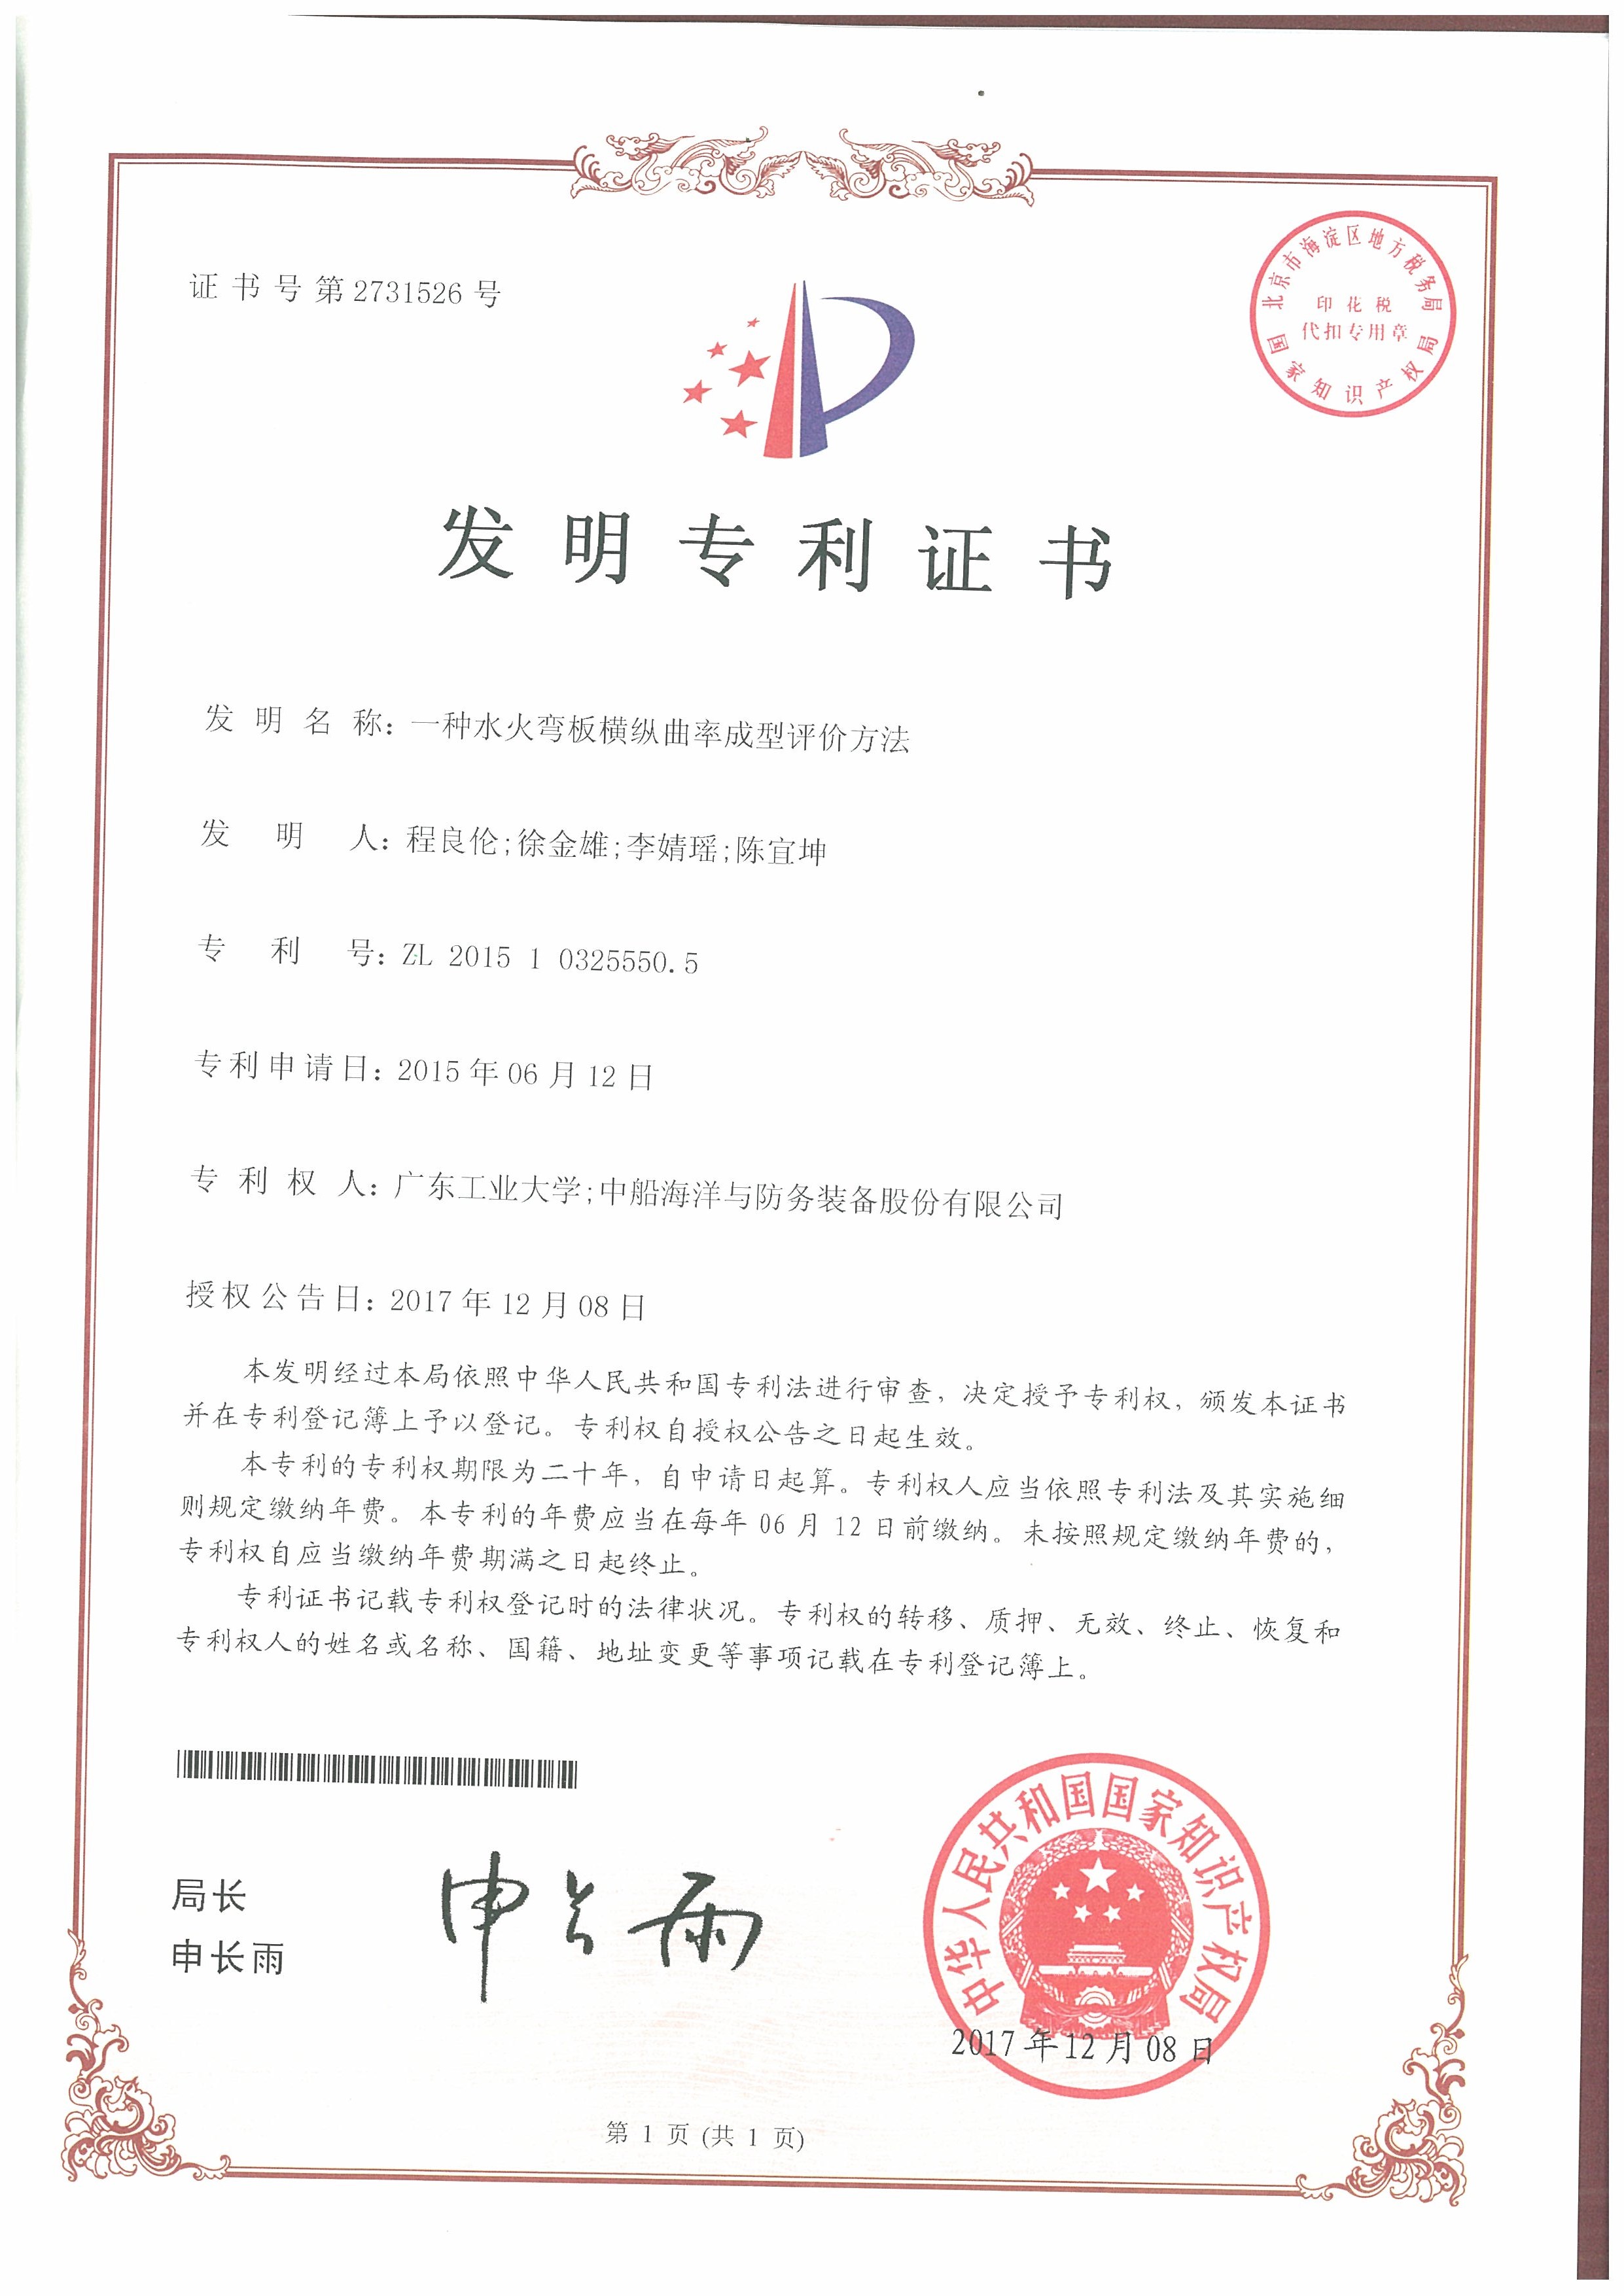 证书号第2731526号
北京市海淀区地方税务局
印花税
代扣专用章
国家知识产权局
发明专利证书
发明名称：一种水火弯板横纵曲率成型评价方法
发明人：程良伦;徐金雄;李婧瑶;陈宜坤
专利号：ZL 2015 1 0325550.5
专利申请日：2015年06月12日
专利权人：广东工业大学;中船海洋与防务装备股份有限公司
授权公告日：2017年12月08日
本发明经过本局依照中华人民共和国专利法进行审查，决定授予专利权，颁发本证书
并在专利登记簿上予以登记。专利权自授权公告之日起生效。
本专利的专利权期限为二十年，自申请日起算。专利权人应当依照专利法及其实施细
则规定缴纳年费。本专利的年费应当在每年06月12日前缴纳。未按照规定缴纳年费的，
专利权自应当缴纳年费期满之日起终止。
专利证书记载专利权登记时的法律状况。专利权的转移、质押、无效、终止、恢复和
专利权人的姓名或名称、国籍、地址变更等事项记载在专利登记簿上。
局长
申长雨
申长雨
中华人民共和国国家知识产权局
2017年12月08日
第 1 页 (共 1 页)